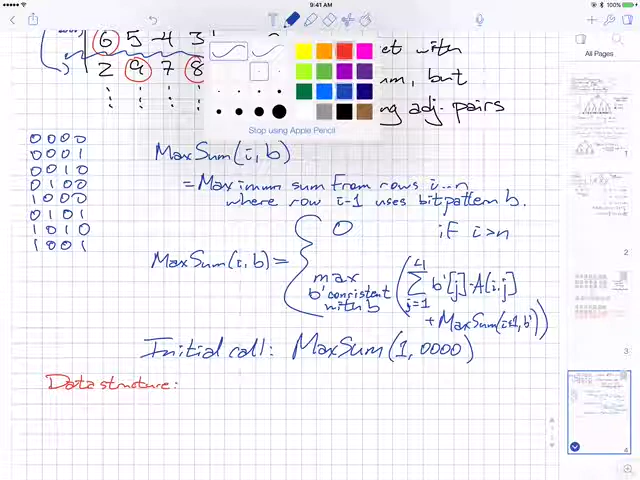 9:41 AM
100%
6 5 4 3
et with
All Pages
2 9 7 8
m, but
g adj. pairs
Stop using Apple Pencil
0000
0001
0010
0100
1000
0101
1010
1001
MaxSum(i, b)
= Maximum sum from rows i...n
where row i-1 uses bitpattern b.
MaxSum(i, b) = { 0 if i>n
max b' consistent with b ( ∑ j=1 4 b'[j]·A[i,j]
+ MaxSum(i+1, b') )
Initial call: MaxSum(1, 0000)
Data structure:
1
2
3
4